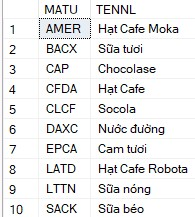 MATU TENNL
1 AMER Hạt Cafe Moka
2 BACX Sữa tươi
3 CAP Chocolase
4 CFDA Hạt Cafe
5 CLCF Socola
6 DAXC Nước đường
7 EPCA Cam tươi
8 LATD Hạt Cafe Robota
9 LTTN Sữa nóng
10 SACK Sữa béo